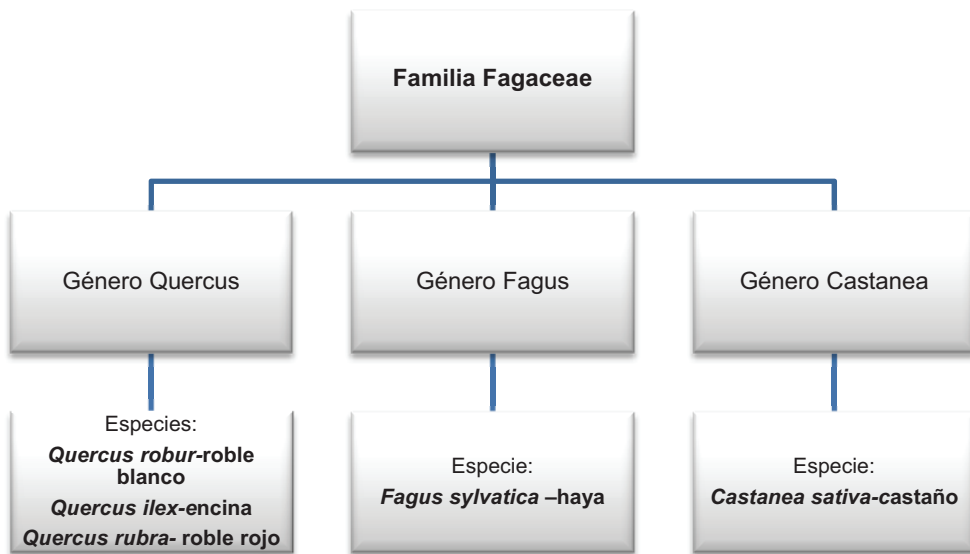 Familia Fagaceae
Género Quercus
Género Fagus
Género Castanea
Especies:
Quercus robur-roble
blanco
Quercus ilex-encina
Quercus rubra- roble rojo
Especie:
Fagus sylvatica –haya
Especie:
Castanea sativa-castaño